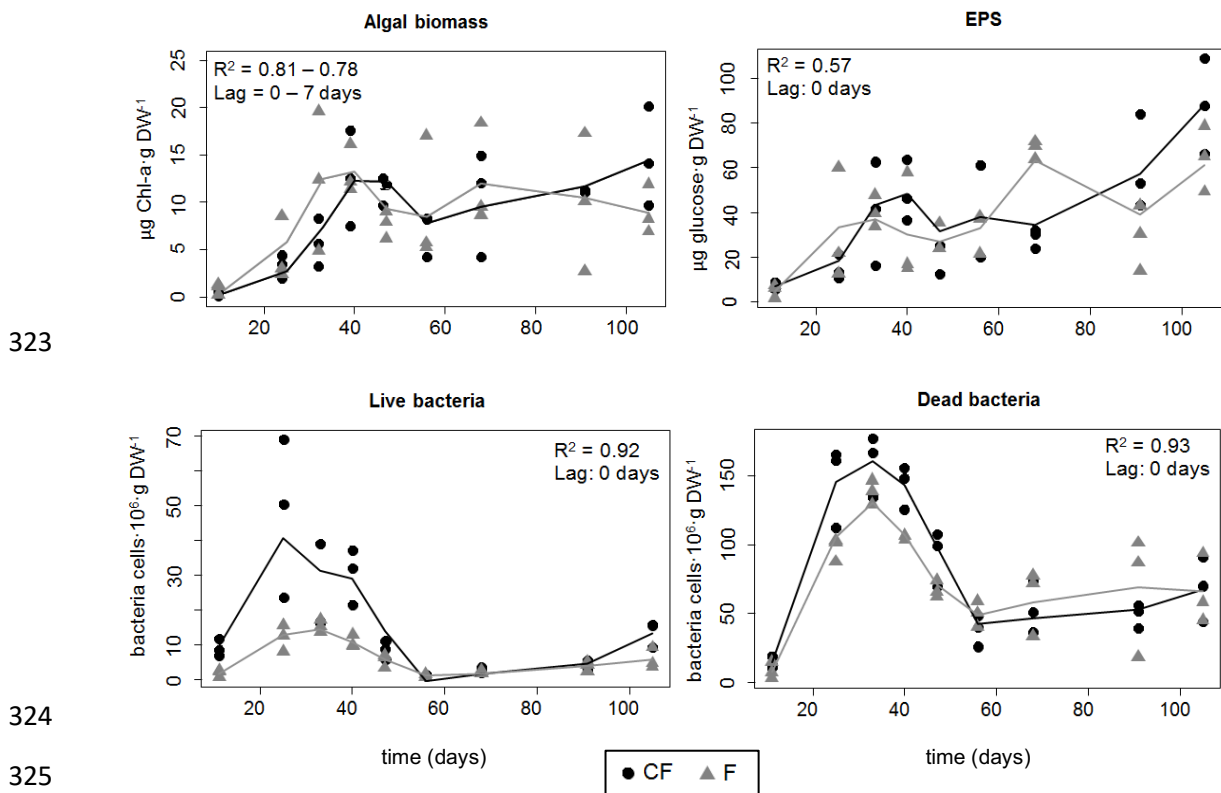 Algal biomass
R² = 0.81 – 0.78
Lag = 0 – 7 days
µg Chl-a·g DW⁻¹
0 5 10 15 20 25
20 40 60 80 100
EPS
R² = 0.57
Lag: 0 days
µg glucose·g DW⁻¹
0 20 40 60 80 100
20 40 60 80 100
323
Live bacteria
R² = 0.92
Lag: 0 days
bacteria cells·10⁶·g DW⁻¹
0 10 30 50 70
20 40 60 80 100
time (days)
Dead bacteria
R² = 0.93
Lag: 0 days
bacteria cells·10⁶·g DW⁻¹
0 50 100 150
20 40 60 80 100
time (days)
324
CF F
325